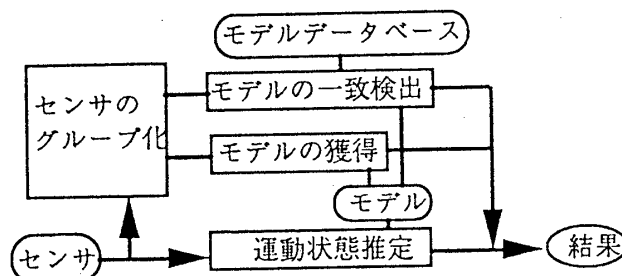 モデルデータベース
センサの
グループ化
モデルの一致検出
モデルの獲得
モデル
センサ
運動状態推定
結果